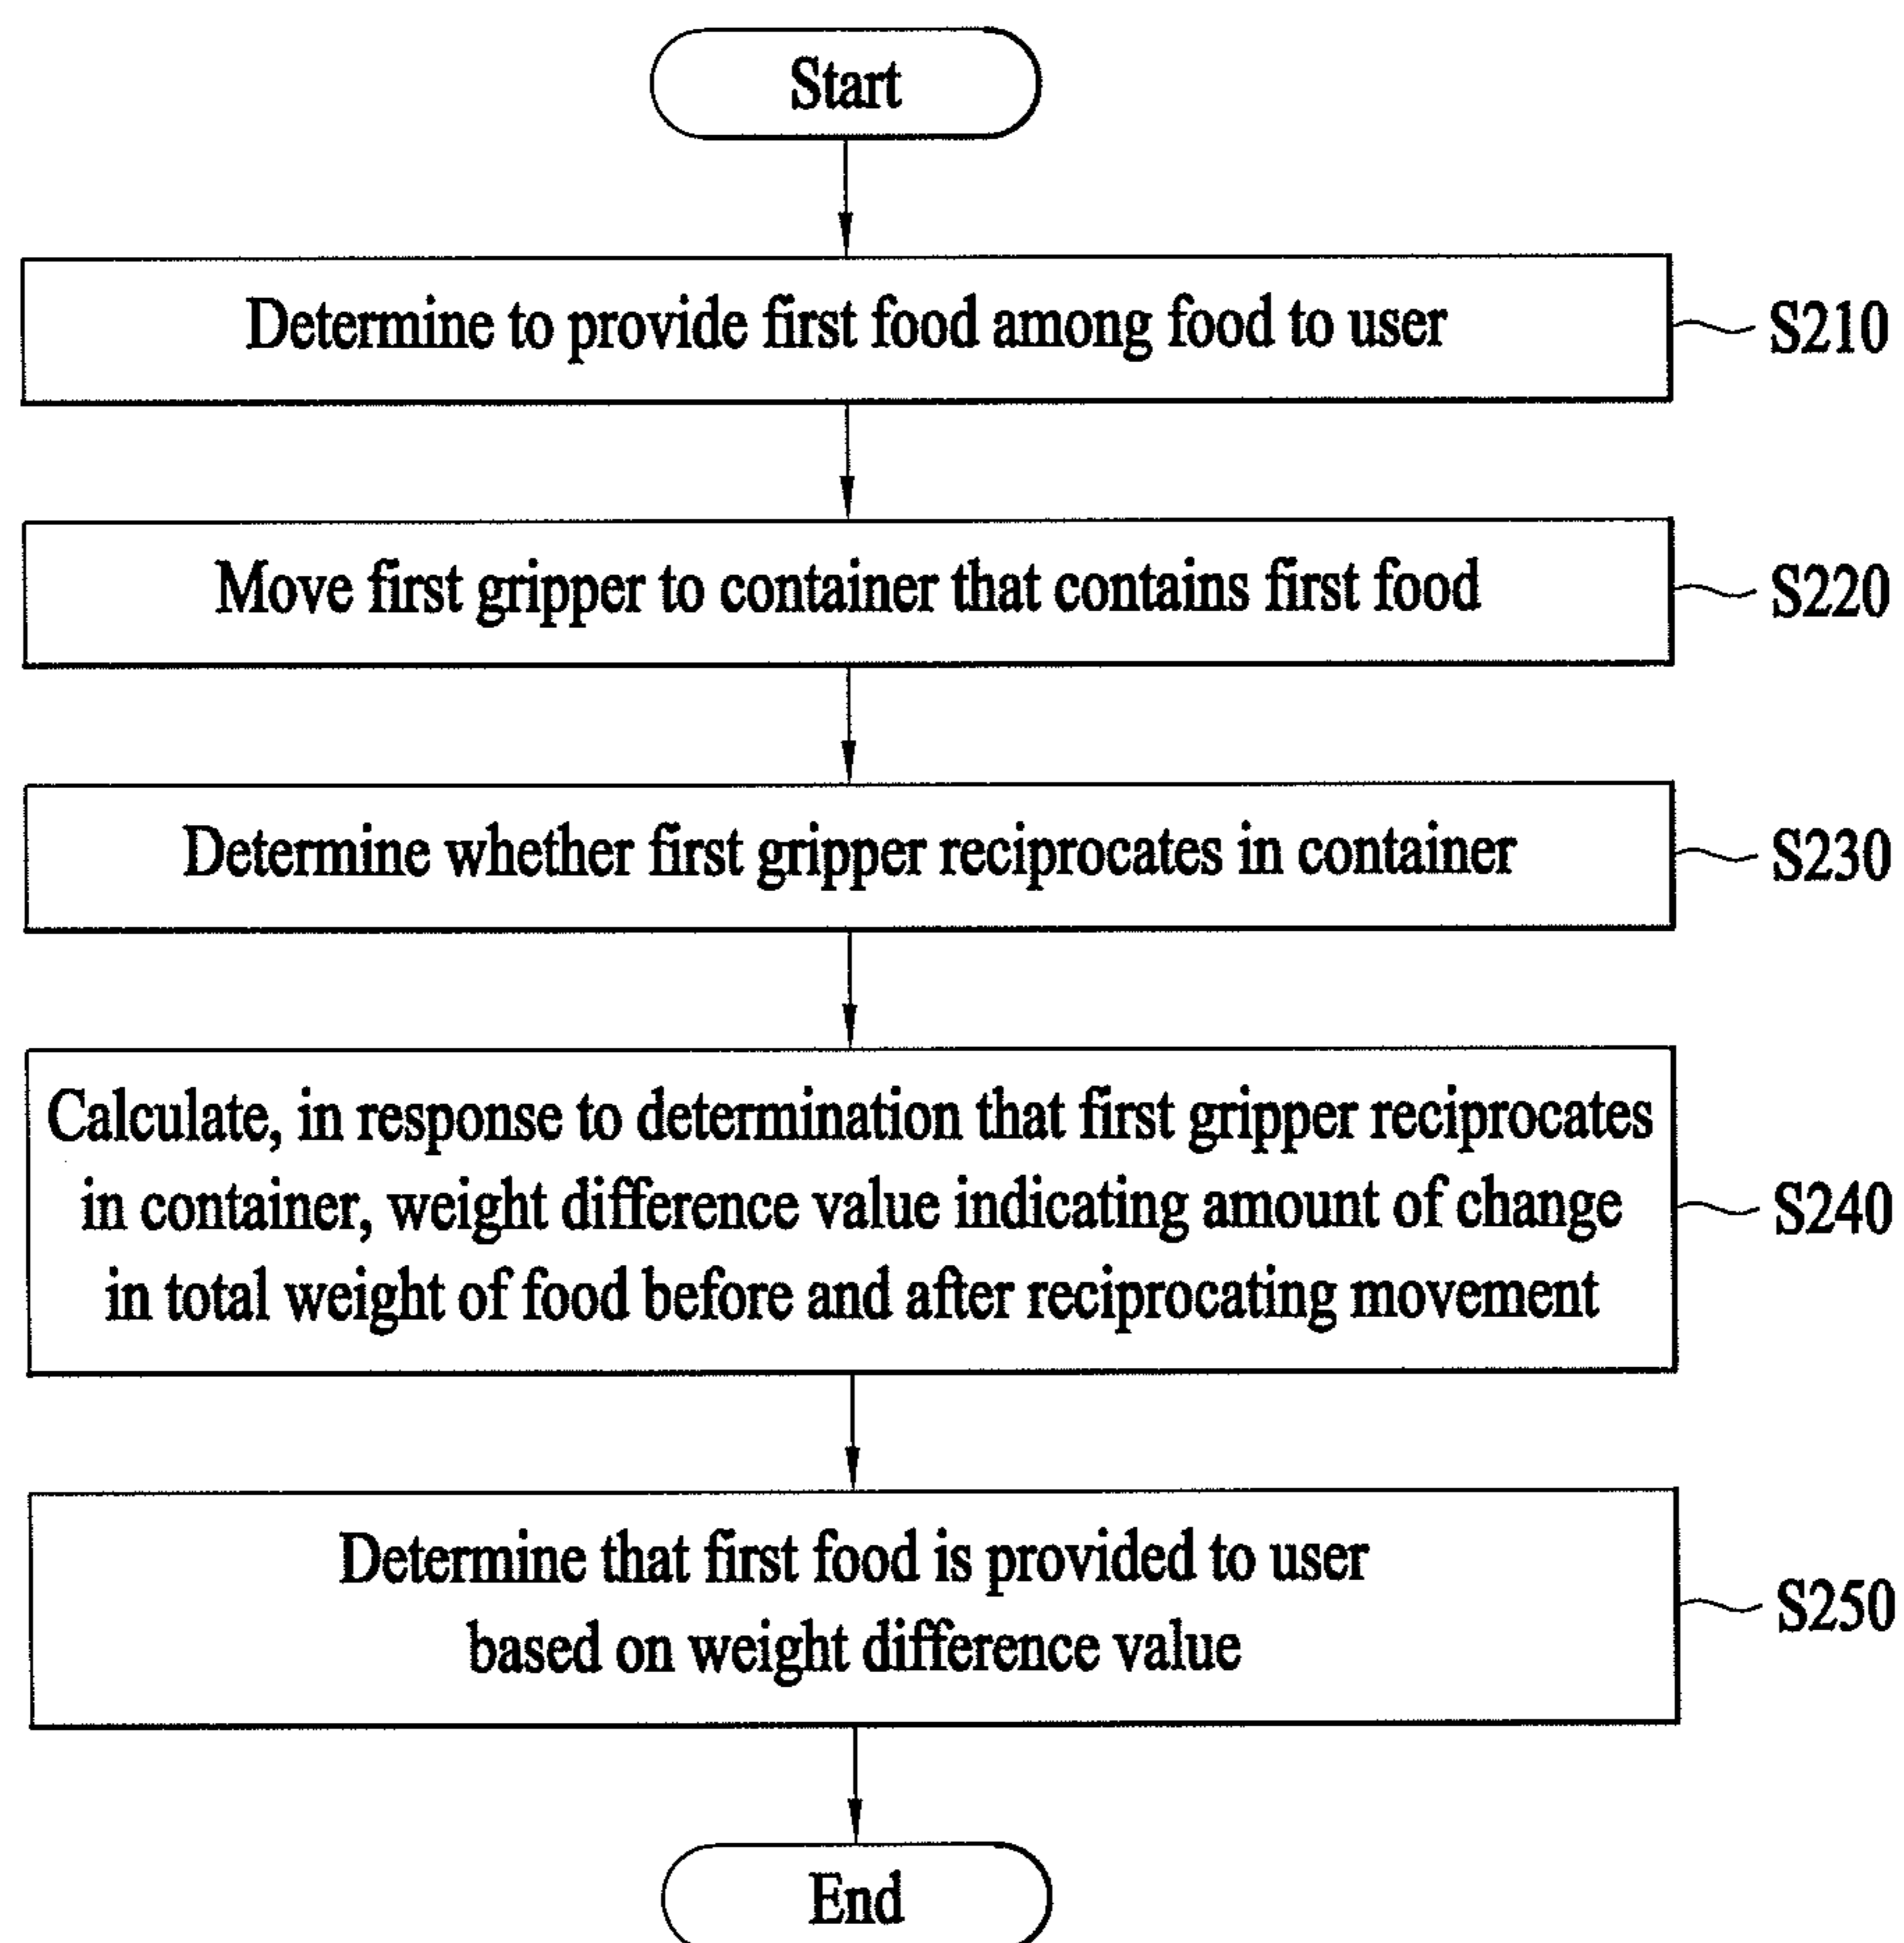 Start
Determine to provide first food among food to user
S210
Move first gripper to container that contains first food
S220
Determine whether first gripper reciprocates in container
S230
Calculate, in response to determination that first gripper reciprocates
in container, weight difference value indicating amount of change
in total weight of food before and after reciprocating movement
S240
Determine that first food is provided to user
based on weight difference value
S250
End